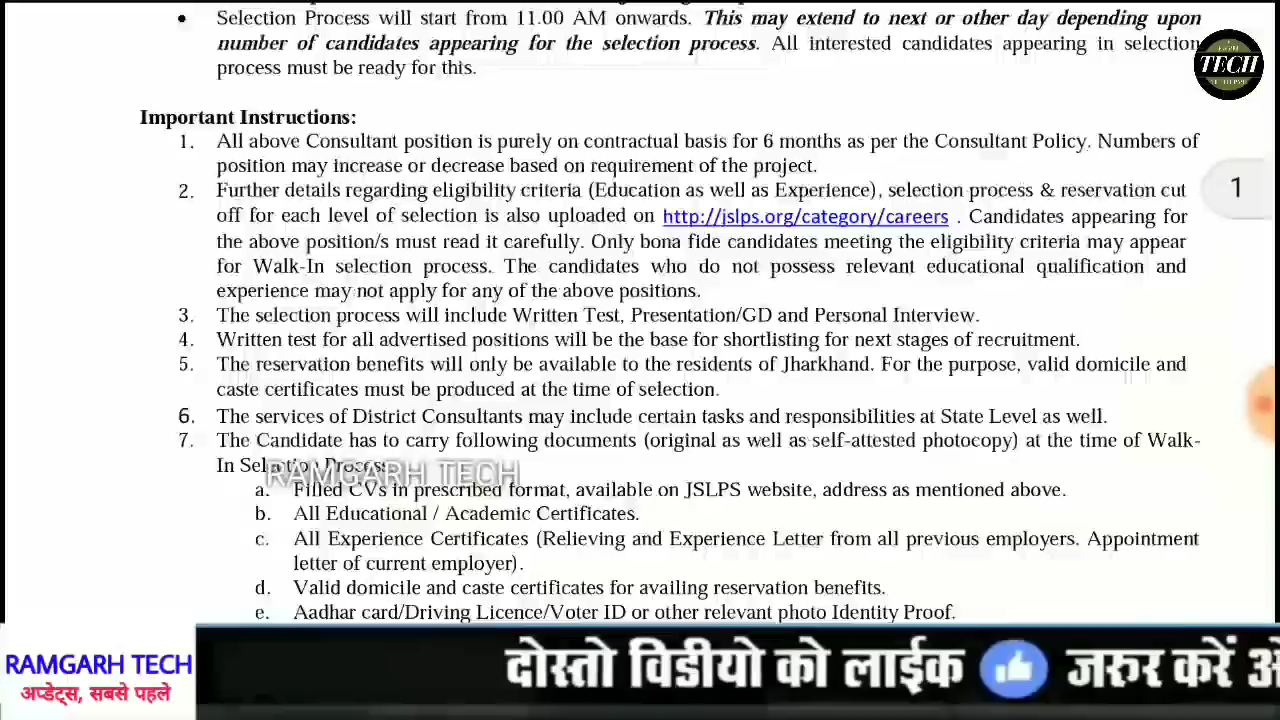 • Selection Process will start from 11.00 AM onwards. This may extend to next or other day depending upon
number of candidates appearing for the selection process. All interested candidates appearing in selection
process must be ready for this.
TECH
Important Instructions:
1. All above Consultant position is purely on contractual basis for 6 months as per the Consultant Policy. Numbers of
position may increase or decrease based on requirement of the project.
2. Further details regarding eligibility criteria (Education as well as Experience), selection process & reservation cut
off for each level of selection is also uploaded on http://jslps.org/category/careers . Candidates appearing for
the above position/s must read it carefully. Only bona fide candidates meeting the eligibility criteria may appear
for Walk-In selection process. The candidates who do not possess relevant educational qualification and
experience may not apply for any of the above positions.
1
3. The selection process will include Written Test, Presentation/GD and Personal Interview.
4. Written test for all advertised positions will be the base for shortlisting for next stages of recruitment.
5. The reservation benefits will only be available to the residents of Jharkhand. For the purpose, valid domicile and
caste certificates must be produced at the time of selection.
6. The services of District Consultants may include certain tasks and responsibilities at State Level as well.
7. The Candidate has to carry following documents (original as well as self-attested photocopy) at the time of Walk-
In Selection Process
RAMGARH TECH
a. Filled CVs in prescribed format, available on JSLPS website, address as mentioned above.
b. All Educational / Academic Certificates.
c. All Experience Certificates (Relieving and Experience Letter from all previous employers. Appointment
letter of current employer).
d. Valid domicile and caste certificates for availing reservation benefits.
e. Aadhar card/Driving Licence/Voter ID or other relevant photo Identity Proof.
RAMGARH TECH
अप्डेट्स, सबसे पहले
दोस्तो विडीयो को लाईक जरुर करें